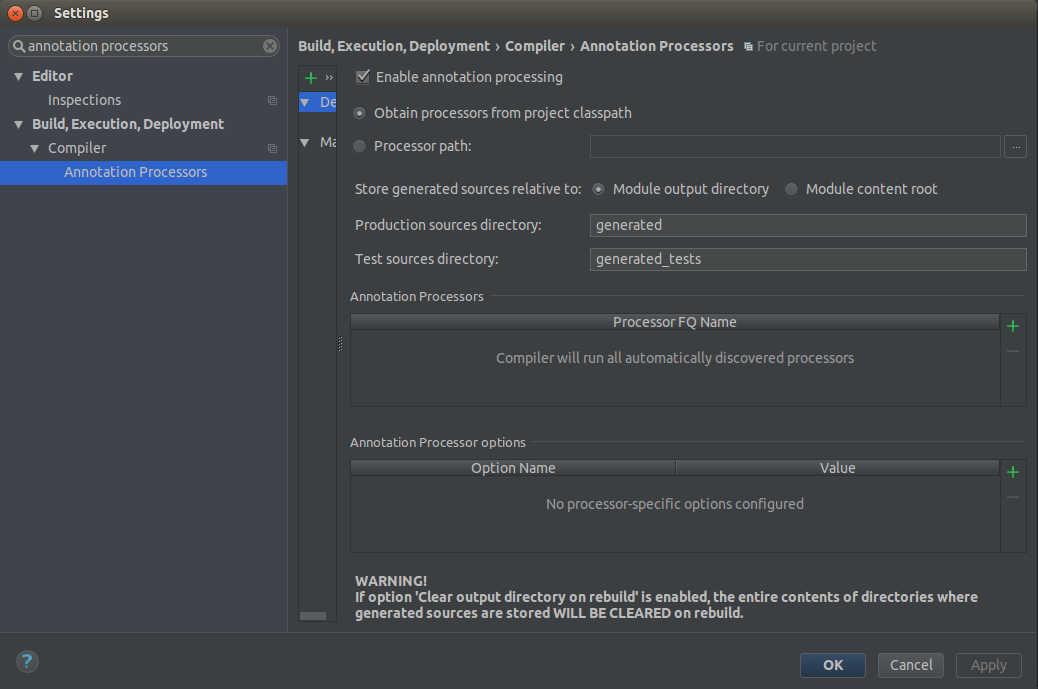 Settings
annotation processors
Editor
Inspections
Build, Execution, Deployment
Compiler
Annotation Processors
Build, Execution, Deployment › Compiler › Annotation Processors For current project
+ »
De
Ma
Enable annotation processing
Obtain processors from project classpath
Processor path:
...
Store generated sources relative to: Module output directory Module content root
Production sources directory: generated
Test sources directory: generated_tests
Annotation Processors
Processor FQ Name
Compiler will run all automatically discovered processors
Annotation Processor options
Option Name Value
No processor-specific options configured
WARNING!
If option 'Clear output directory on rebuild' is enabled, the entire contents of directories where
generated sources are stored WILL BE CLEARED on rebuild.
? OK Cancel Apply